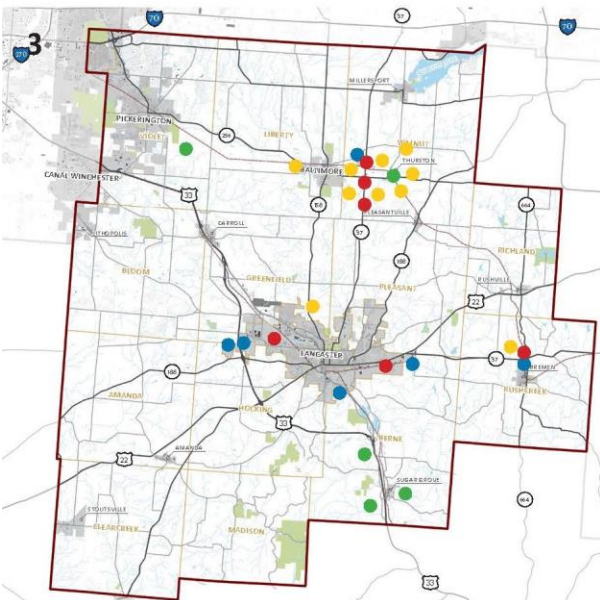 3
70
37
70
270
MILLERSPORT
PICKERINGTON
VIOLET
LIBERTY
WALNUT
THURSTON
BALTIMORE
CANAL WINCHESTER
33
158
PLEASANTVILLE
664
LITHOPOLIS
CARROLL
37
RICHLAND
BLOOM
GREENFIELD
188
PLEASANT
RUSHVILLE
22
LANCASTER
37
BREMEN
188
RUSHCREEK
AMANDA
HOCKING
33
BERNE
AMANDA
22
SUGAR GROVE
664
STOUTSVILLE
CLEARCREEK
MADISON
33